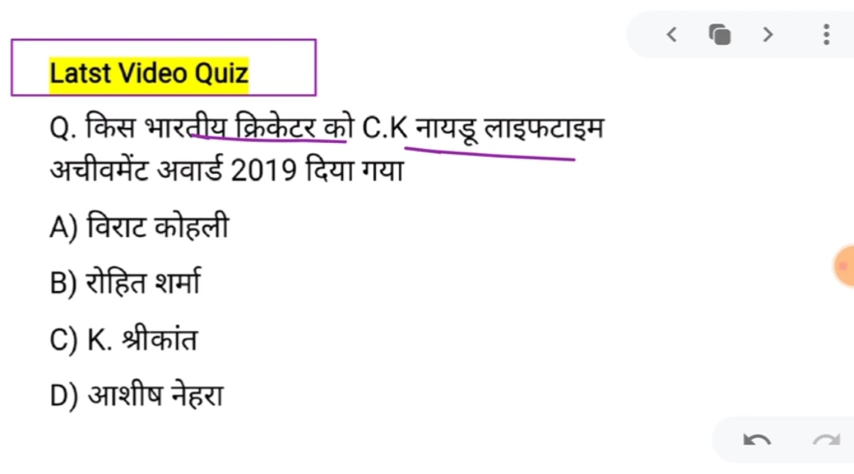 Latst Video Quiz
Q. किस भारतीय क्रिकेटर को C.K नायडू लाइफटाइम
अचीवमेंट अवार्ड 2019 दिया गया
A) विराट कोहली
B) रोहित शर्मा
C) K. श्रीकांत
D) आशीष नेहरा